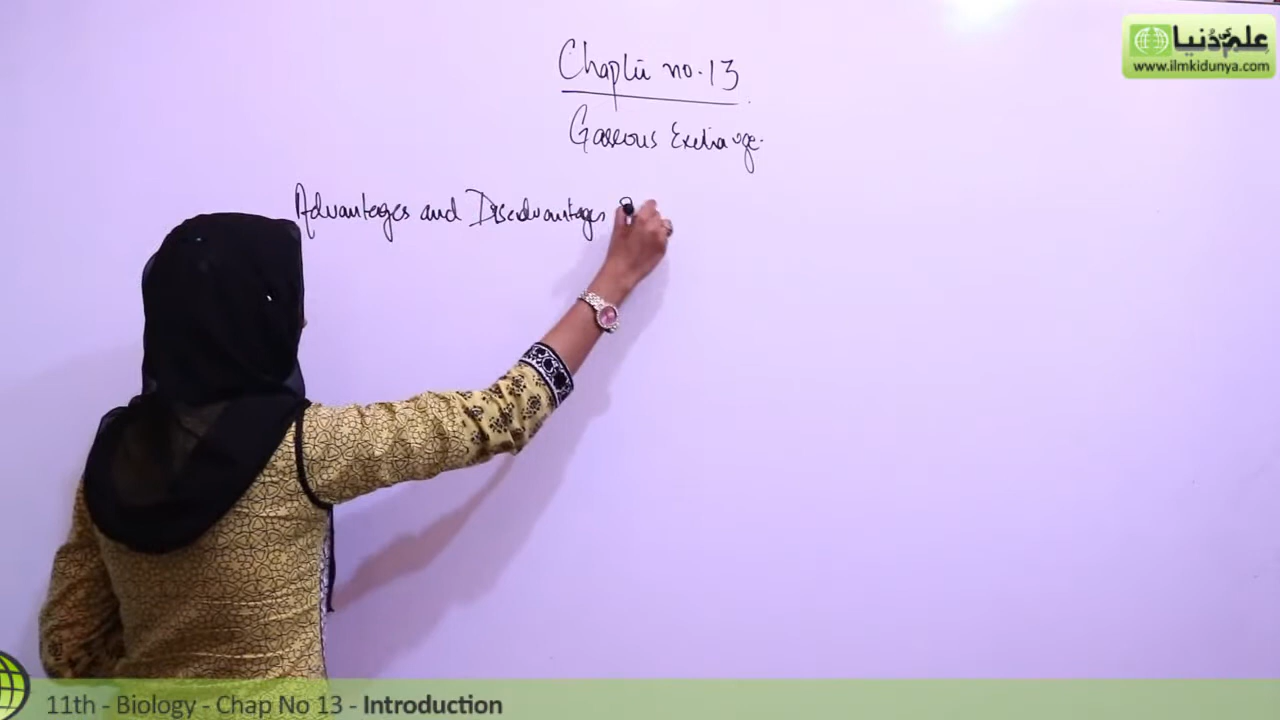 علم کی دُنیا
www.ilmkidunya.com
Chapter no. 13
Gaseous Exchange.
Advantages and Disadvantages
11th - Biology - Chap No 13 - Introduction